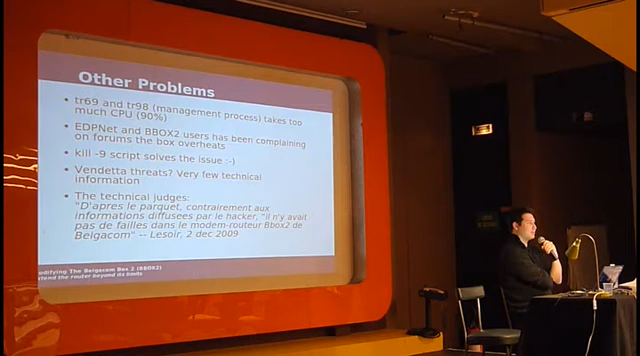 Other Problems
• tr69 and tr98 (management process) takes too
much CPU (90%)
• EDPNet and BBOX2 users has been complaining
on forums the box overheats
• kill -9 script solves the issue :-)
• Vendetta threats? Very few technical
information
• The technical judges:
"D'apres le parquet, contrairement aux
informations diffusees par le hacker, "il n'y avait
pas de failles dans le modem-routeur Bbox2 de
Belgacom" -- Lesoir, 2 dec 2009
odifying The Belgacom Box 2 (BBOX2)
xtend the router beyond its limits